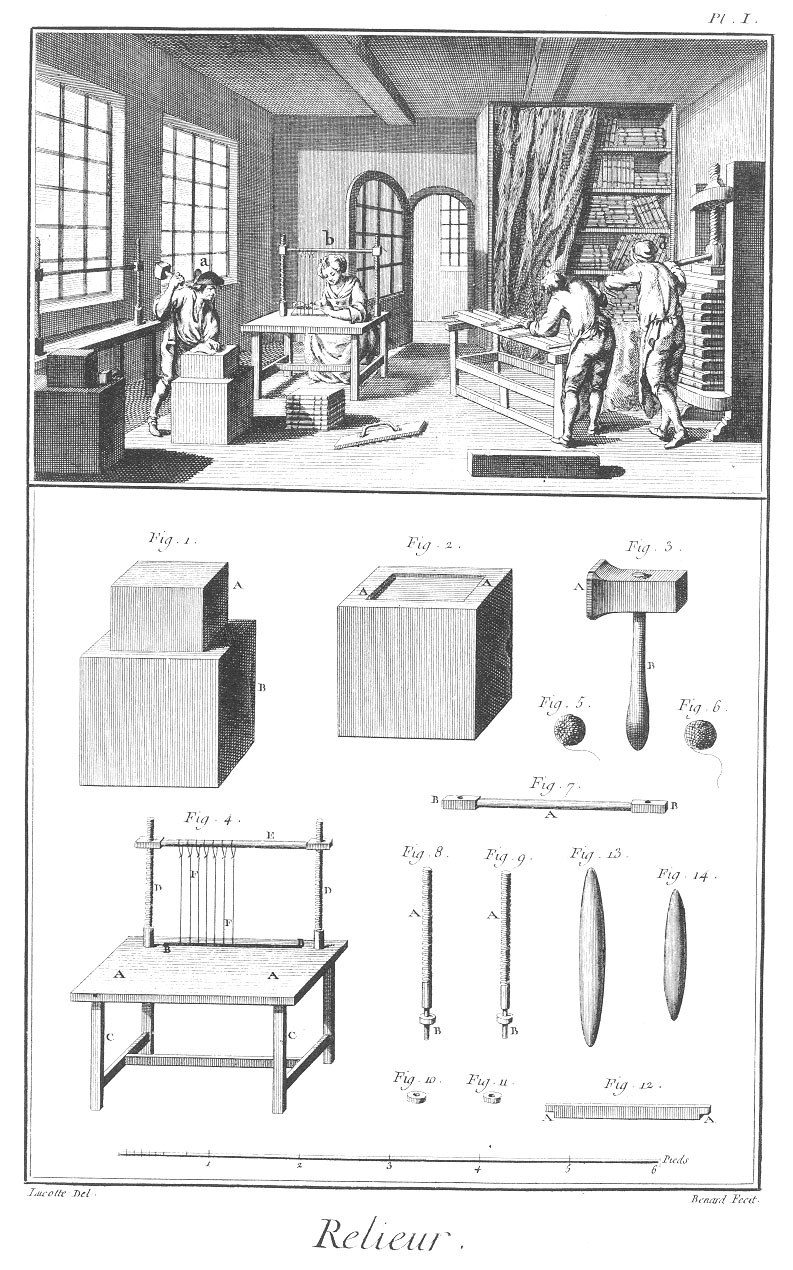 Pl. I.
a
b
d
Fig. 1.
Fig. 2.
Fig. 3.
A
A
A
A
B
B
Fig. 5.
Fig. 6.
Fig. 7.
B
B
A
Fig. 4.
E
Fig. 8.
Fig. 9.
Fig. 13.
Fig. 14.
F
D
D
A
A
F
B
B
A
A
C
C
B
B
Fig. 10.
Fig. 11.
Fig. 12.
A
A
1 2 3 4 5 6 Pieds
Lucotte Del.
Benard Fecit.
Relieur.